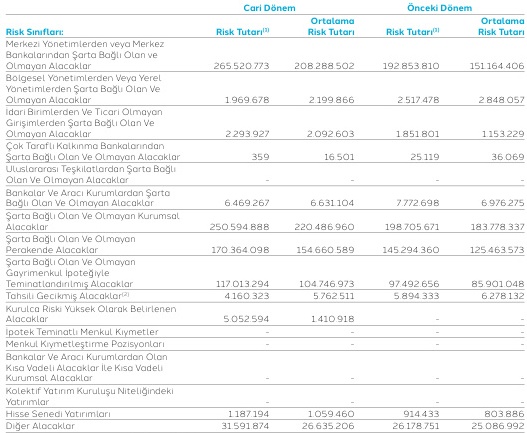 Cari Dönem Önceki Dönem
Ortalama Ortalama
Risk Sınıfları: Risk Tutarı(1) Risk Tutarı Risk Tutarı(1) Risk Tutarı
Merkezi Yönetimlerden veya Merkez
Bankalarından Şarta Bağlı Olan ve
Olmayan Alacaklar 265.520.773 208.288.502 192.853.810 151.164.406
Bölgesel Yönetimlerden Veya Yerel
Yönetimlerden Şarta Bağlı Olan Ve
Olmayan Alacaklar 1.969.678 2.199.866 2.517.478 2.848.057
İdari Birimlerden Ve Ticari Olmayan
Girişimlerden Şarta Bağlı Olan Ve
Olmayan Alacaklar 2.293.927 2.092.603 1.851.801 1.153.229
Çok Taraflı Kalkınma Bankalarından
Şarta Bağlı Olan Ve Olmayan Alacaklar 359 16.501 25.119 36.069
Uluslararası Teşkilatlardan Şarta Bağlı
Olan Ve Olmayan Alacaklar - - - -
Bankalar Ve Aracı Kurumlardan Şarta
Bağlı Olan Ve Olmayan Alacaklar 6.469.267 6.631.104 7.772.698 6.976.275
Şarta Bağlı Olan Ve Olmayan Kurumsal
Alacaklar 250.594.888 220.486.960 198.705.671 183.778.337
Şarta Bağlı Olan Ve Olmayan
Perakende Alacaklar 170.364.098 154.660.589 145.294.360 125.463.573
Şarta Bağlı Olan Ve Olmayan
Gayrimenkul İpoteğiyle
Teminatlandırılmış Alacaklar 117.013.294 104.746.973 97.492.656 85.901.048
Tahsili Gecikmiş Alacaklar(2) 4.160.323 5.762.511 5.894.333 6.278.132
Kurulca Riski Yüksek Olarak Belirlenen
Alacaklar 5.052.594 1.410.918 - -
İpotek Teminatlı Menkul Kıymetler - - - -
Menkul Kıymetleştirme Pozisyonları - - - -
Bankalar Ve Aracı Kurumlardan Olan
Kısa Vadeli Alacaklar İle Kısa Vadeli
Kurumsal Alacaklar - - - -
Kolektif Yatırım Kuruluşu Niteliğindeki
Yatırımlar - - - -
Hisse Senedi Yatırımları 1.187.194 1.059.460 914.433 803.886
Diğer Alacaklar 31.591.874 26.635.206 26.178.751 25.086.992